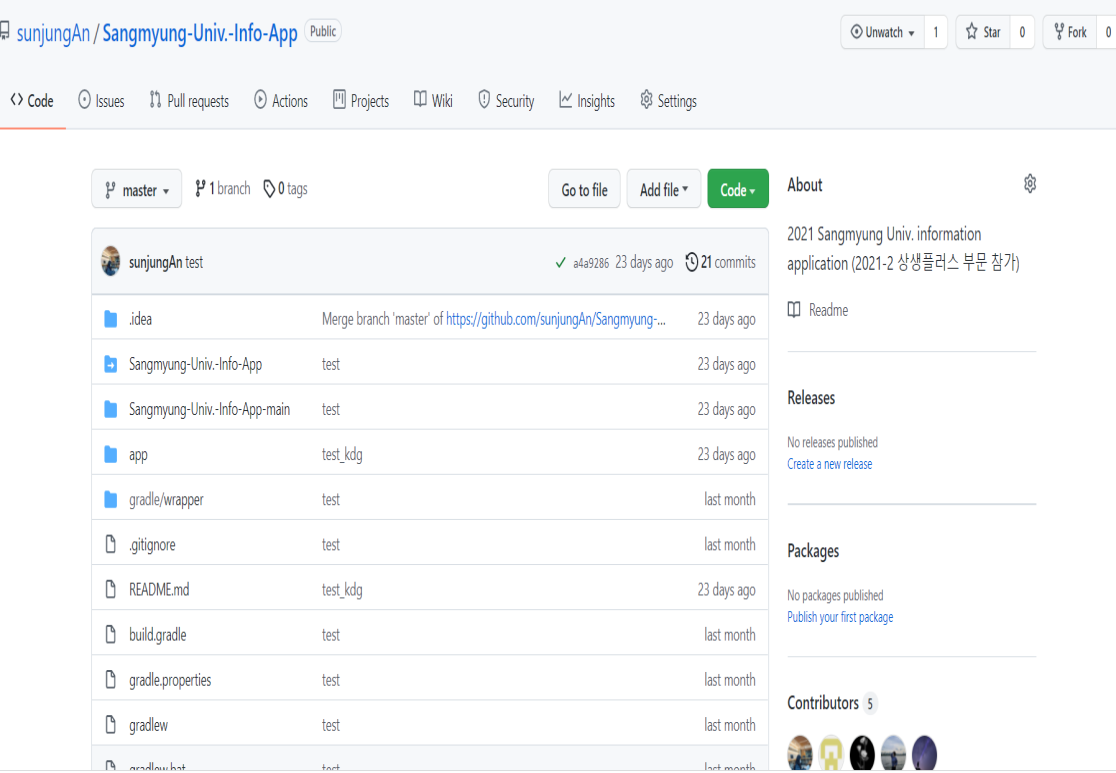 sunjungAn / Sangmyung-Univ.-Info-App Public
Unwatch 1 Star 0 Fork 0
Code Issues Pull requests Actions Projects Wiki Security Insights Settings
master 1 branch 0 tags Go to file Add file Code
sunjungAn test a4a9286 23 days ago 21 commits
.idea Merge branch 'master' of https://github.com/sunjungAn/Sangmyung-... 23 days ago
Sangmyung-Univ.-Info-App test 23 days ago
Sangmyung-Univ.-Info-App-main test 23 days ago
app test_kdg 23 days ago
gradle/wrapper test last month
.gitignore test last month
README.md test_kdg 23 days ago
build.gradle test last month
gradle.properties test last month
gradlew test last month
gradlew.bat test last month
About
2021 Sangmyung Univ. information
application (2021-2 상생플러스 부문 참가)
Readme
Releases
No releases published
Create a new release
Packages
No packages published
Publish your first package
Contributors 5